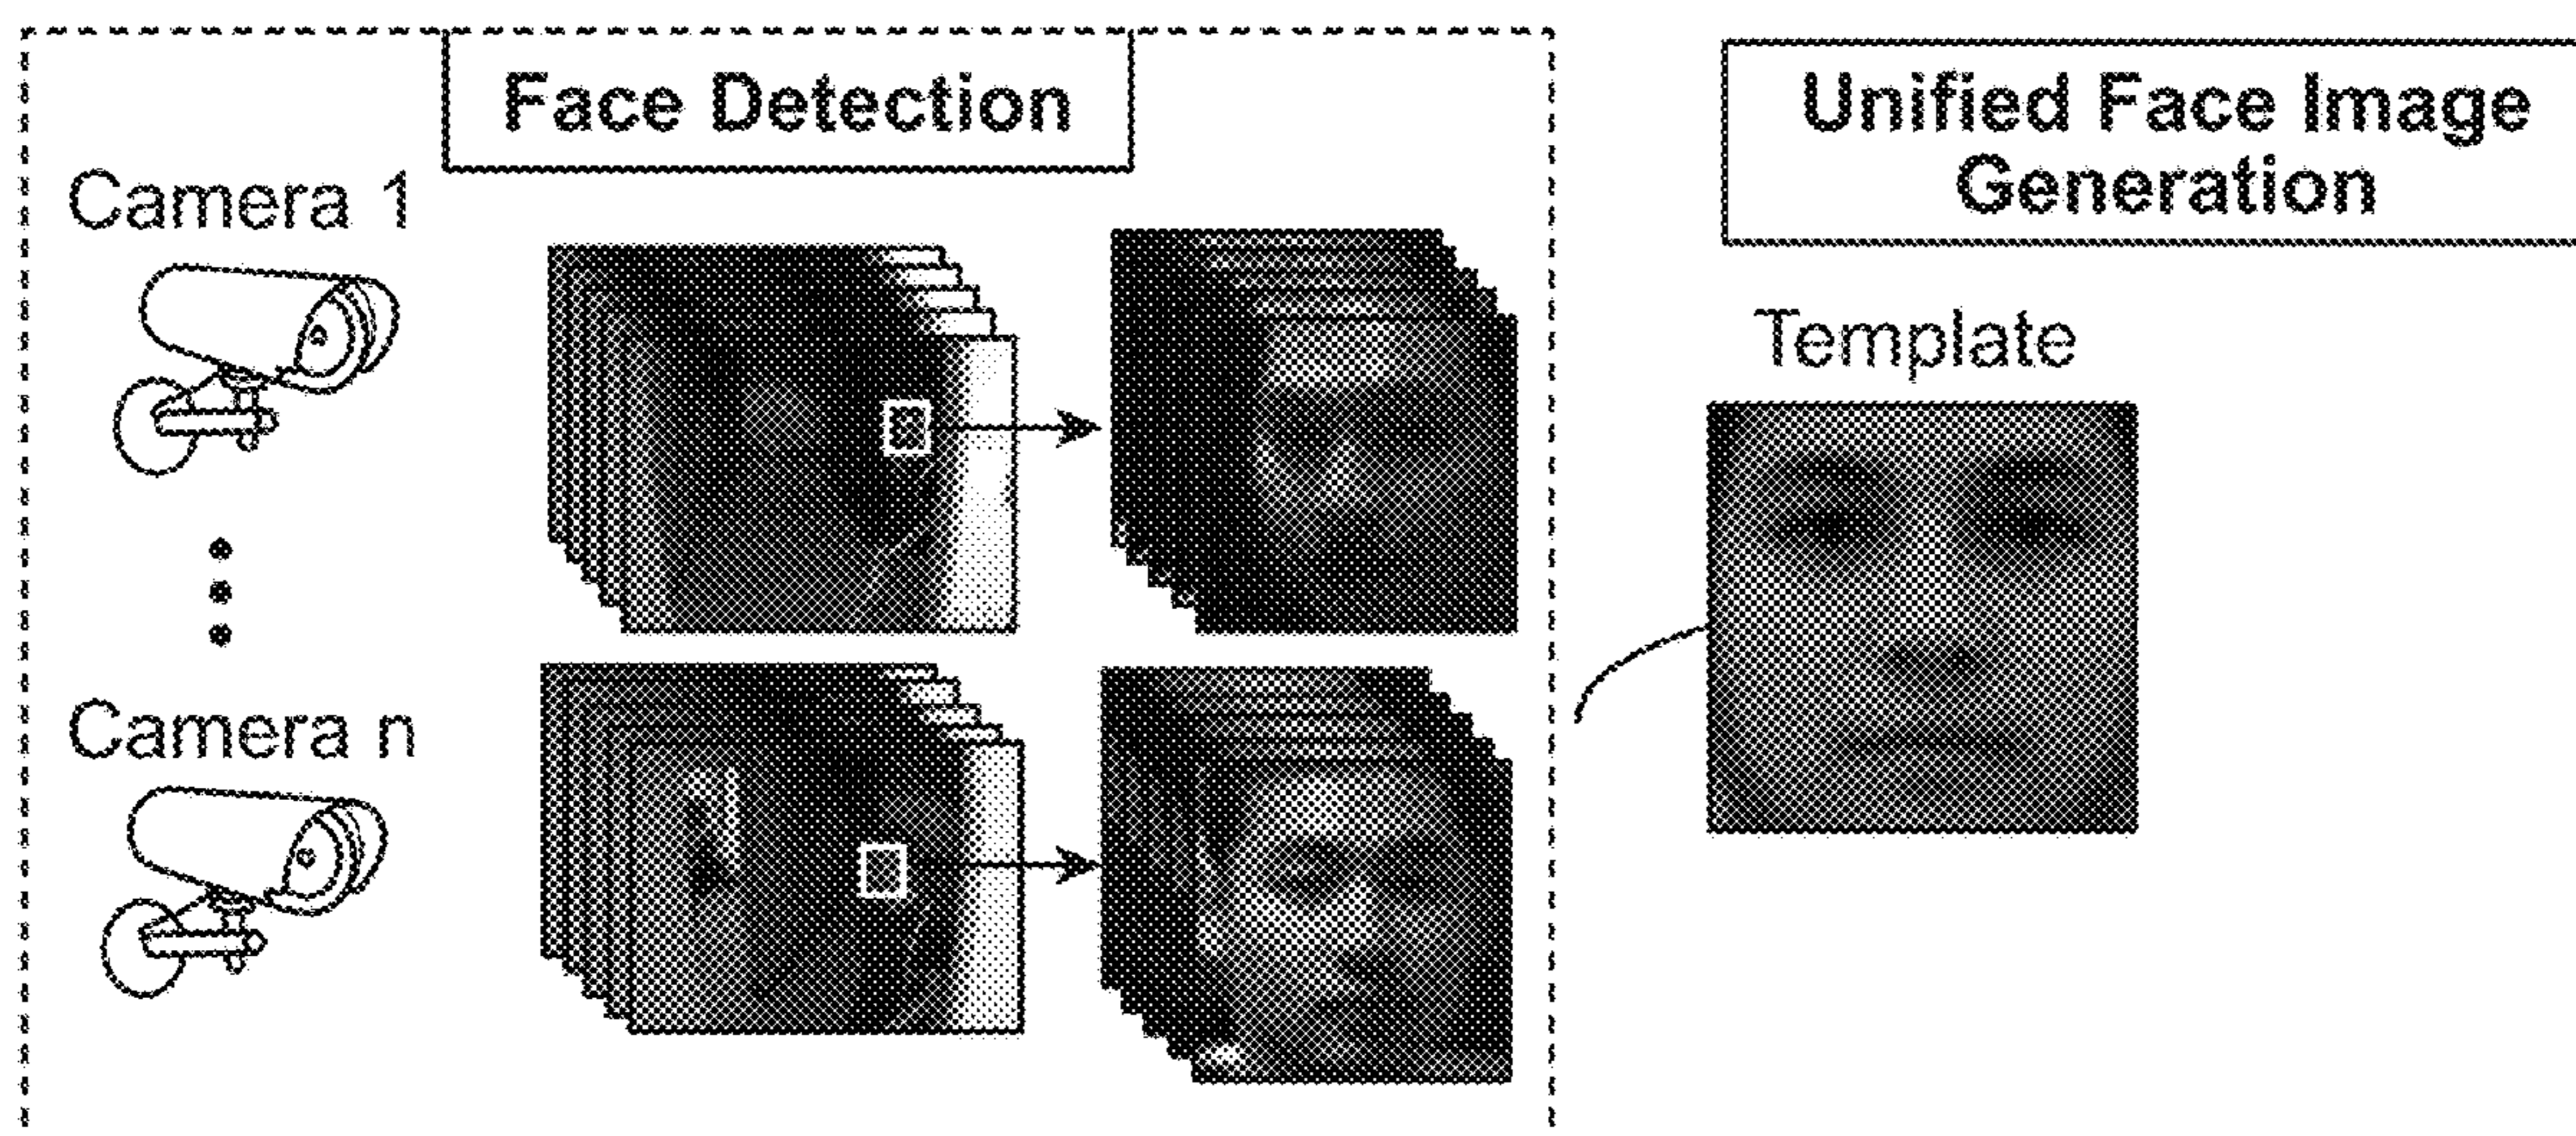 Face Detection
Unified Face Image
Generation
Camera 1
Template
Camera n